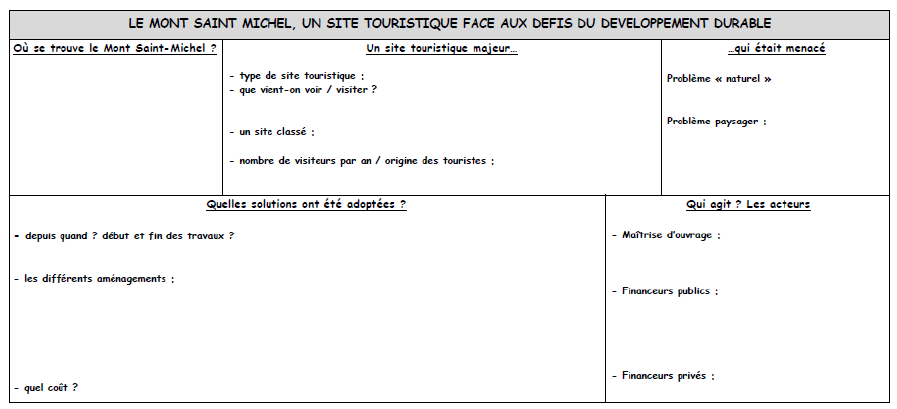 LE MONT SAINT MICHEL, UN SITE TOURISTIQUE FACE AUX DEFIS DU DEVELOPPEMENT DURABLE
Où se trouve le Mont Saint-Michel ?
Un site touristique majeur…
- type de site touristique :
- que vient-on voir / visiter ?
- un site classé :
- nombre de visiteurs par an / origine des touristes :
…qui était menacé
Problème « naturel »
Problème paysager :
Quelles solutions ont été adoptées ?
- depuis quand ? début et fin des travaux ?
- les différents aménagements :
- quel coût ?
Qui agit ? Les acteurs
- Maîtrise d'ouvrage :
- Financeurs publics :
- Financeurs privés :